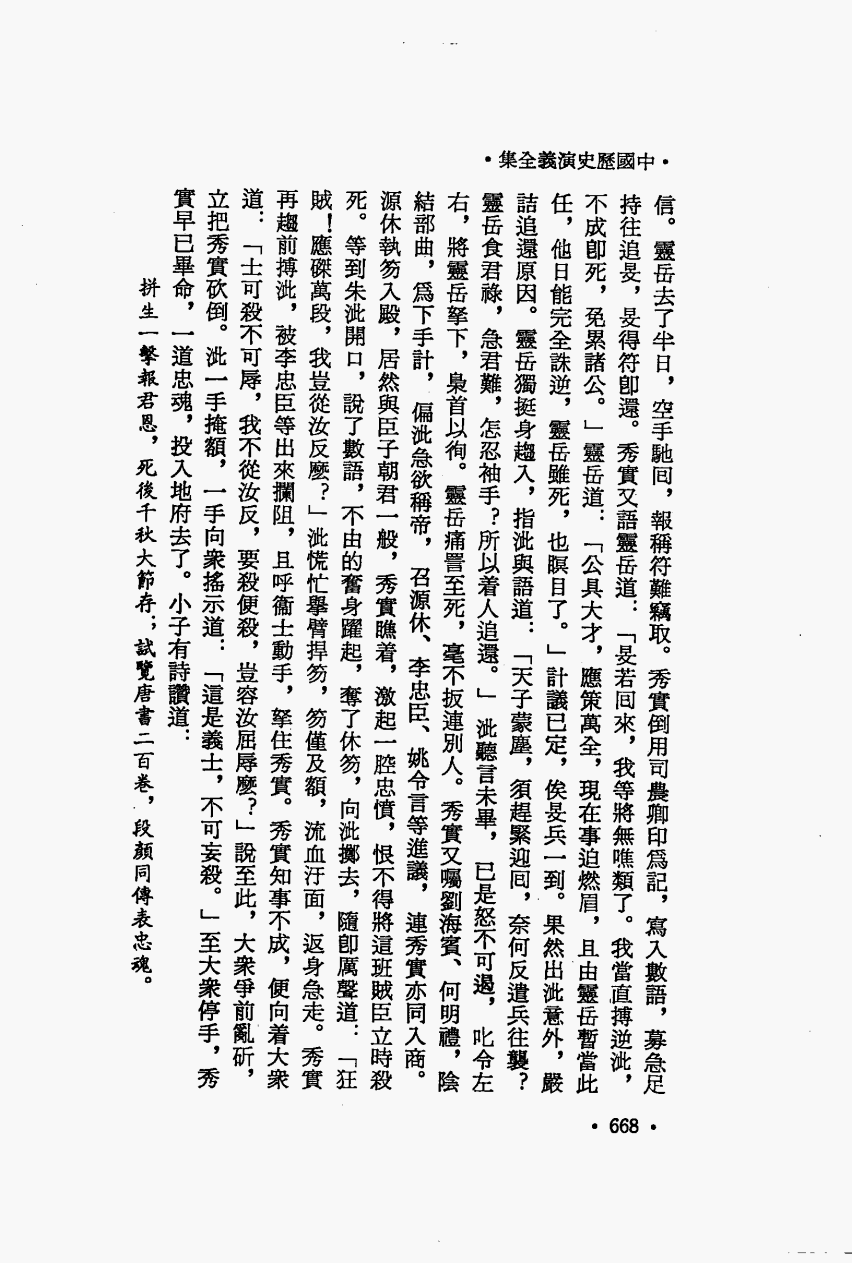 •中國歷史演義全集•
信。靈岳去了半日，空手馳回，報稱符難竊取。秀實倒用司農卿印爲記，寫入數語，募急足
持往追旻，旻得符卽還。秀實又語靈岳道：「旻若回來，我等將無噍類了。我當直搏逆泚，
不成卽死，免累諸公。」靈岳道：「公具大才，應策萬全，現在事迫燃眉，且由靈岳暫當此
任，他日能完全誅逆，靈岳雖死，也瞑目了。」計議已定，俟旻兵一到。果然出泚意外，嚴
詰追還原因。靈岳獨挺身趨入，指泚與語道：「天子蒙塵，須趕緊迎回，奈何反遣兵往襲？
靈岳食君祿，急君難，怎忍袖手？所以着人追還。」泚聽言未畢，已是怒不可遏，叱令左
右，將靈岳拏下，梟首以徇。靈岳痛詈至死，毫不扳連別人。秀實又囑劉海賓、何明禮，陰
結部曲，爲下手計，偏泚急欲稱帝，召源休、李忠臣、姚令言等進議，連秀實亦同入商。
源休執笏入殿，居然與臣子朝君一般，秀實瞧着，激起一腔忠憤，恨不得將這班賊臣立時殺
死。等到朱泚開口，說了數語，不由的奮身躍起，奪了休笏，向泚擲去，隨卽厲聲道：「狂
賊！應磔萬段，我豈從汝反麼？」泚慌忙舉臂捍笏，笏僅及額，流血汙面，返身急走。秀實
再趨前搏泚，被李忠臣等出來攔阻，且呼衞士動手，拏住秀實。秀實知事不成，便向着大衆
道：「士可殺不可辱，我不從汝反，要殺便殺，豈容汝屈辱麼？」說至此，大衆爭前亂斫，
立把秀實砍倒。泚一手掩額，一手向衆搖示道：「這是義士，不可妄殺。」至大衆停手，秀
實早已畢命，一道忠魂，投入地府去了。小子有詩讚道：
拚生一擊報君恩，死後千秋大節存；試覽唐書二百卷，段顏同傳表忠魂。
•668•